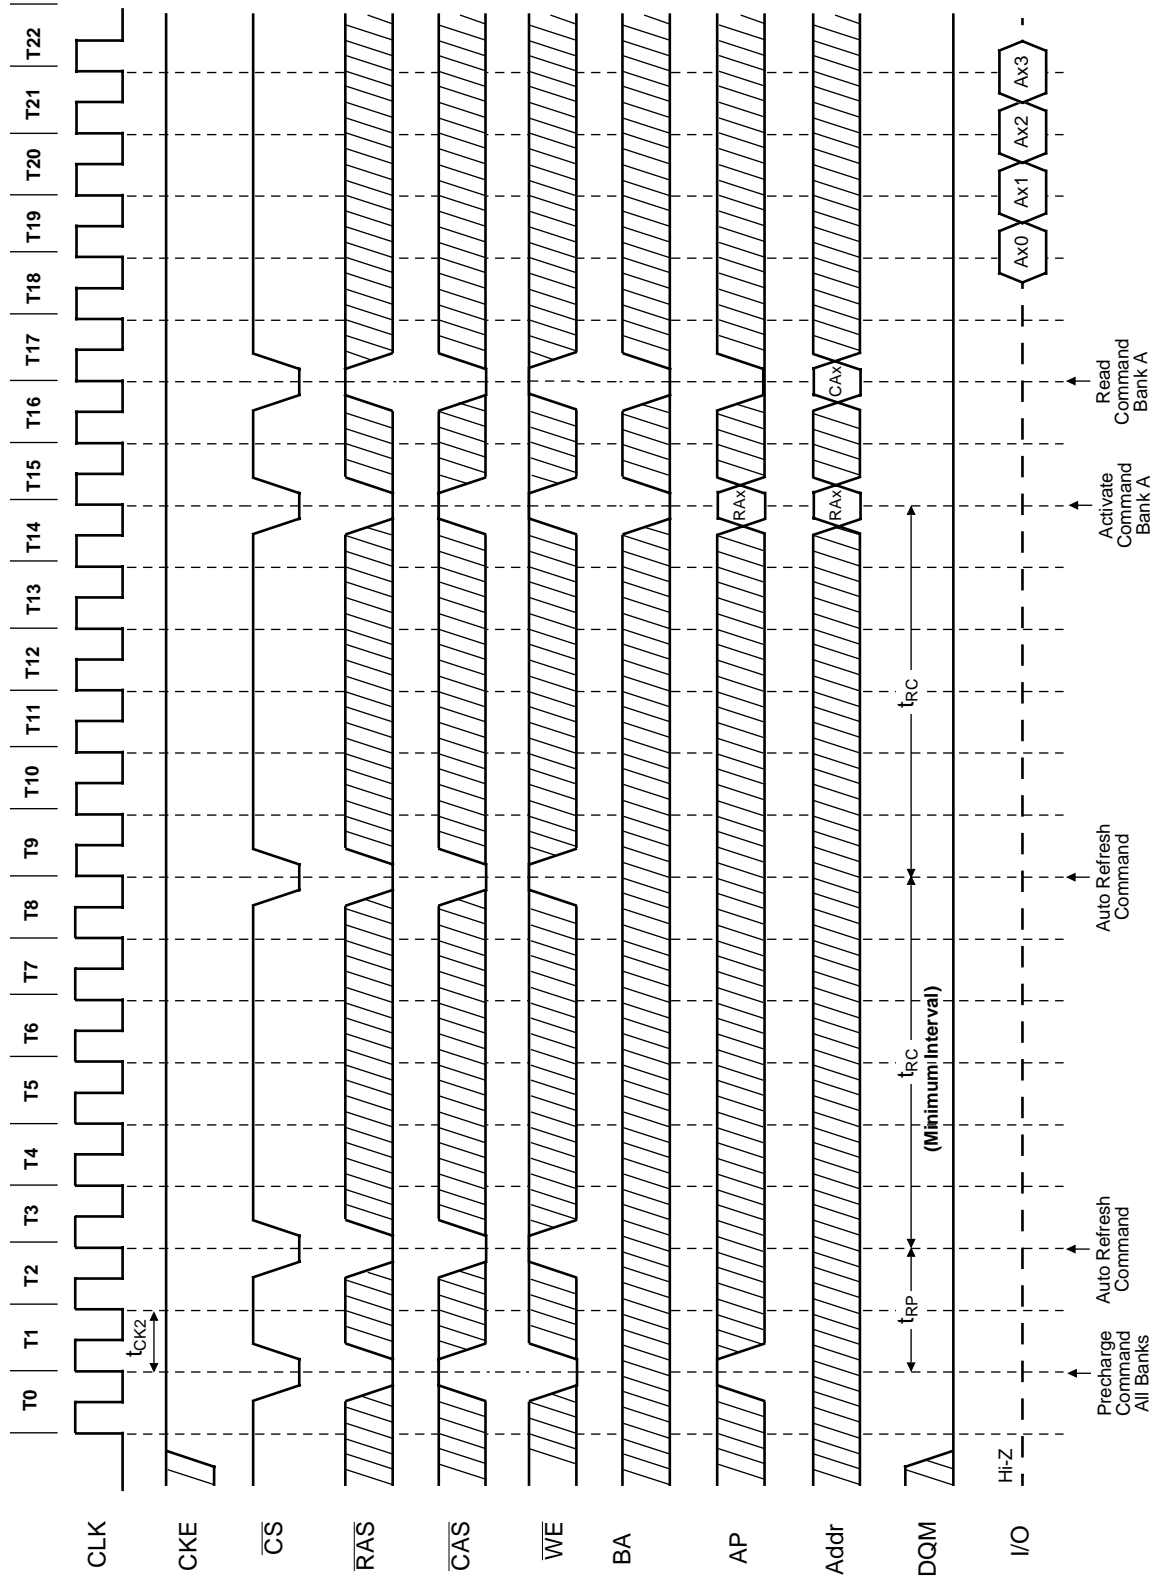 T0 T1 T2 T3 T4 T5 T6 T7 T8 T9 T10 T11 T12 T13 T14 T15 T16 T17 T18 T19 T20 T21 T22
CLK
tCK2
CKE
CS
RAS
CAS
WE
BA
AP
RAx
Addr
RAx CAx
DQM
tRP tRC tRC
(Minimum Interval)
I/O
Hi-Z
Ax0 Ax1 Ax2 Ax3
Precharge
Command
All Banks
Auto Refresh
Command
Auto Refresh
Command
Activate
Command
Bank A
Read
Command
Bank A